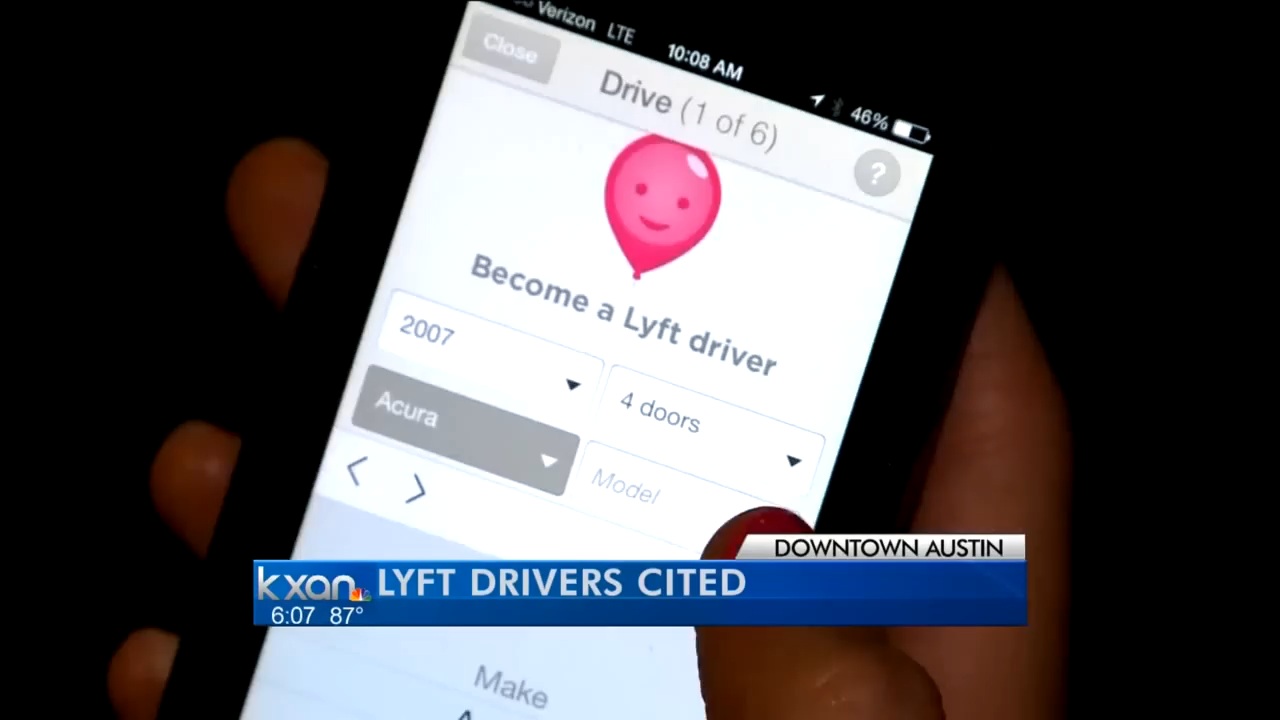 Verizon LTE 10:08 AM 46%
Close
Drive (1 of 6)
?
Become a Lyft driver
2007
4 doors
Acura
Model
DOWNTOWN AUSTIN
kxan LYFT DRIVERS CITED
6:07 87°
Make